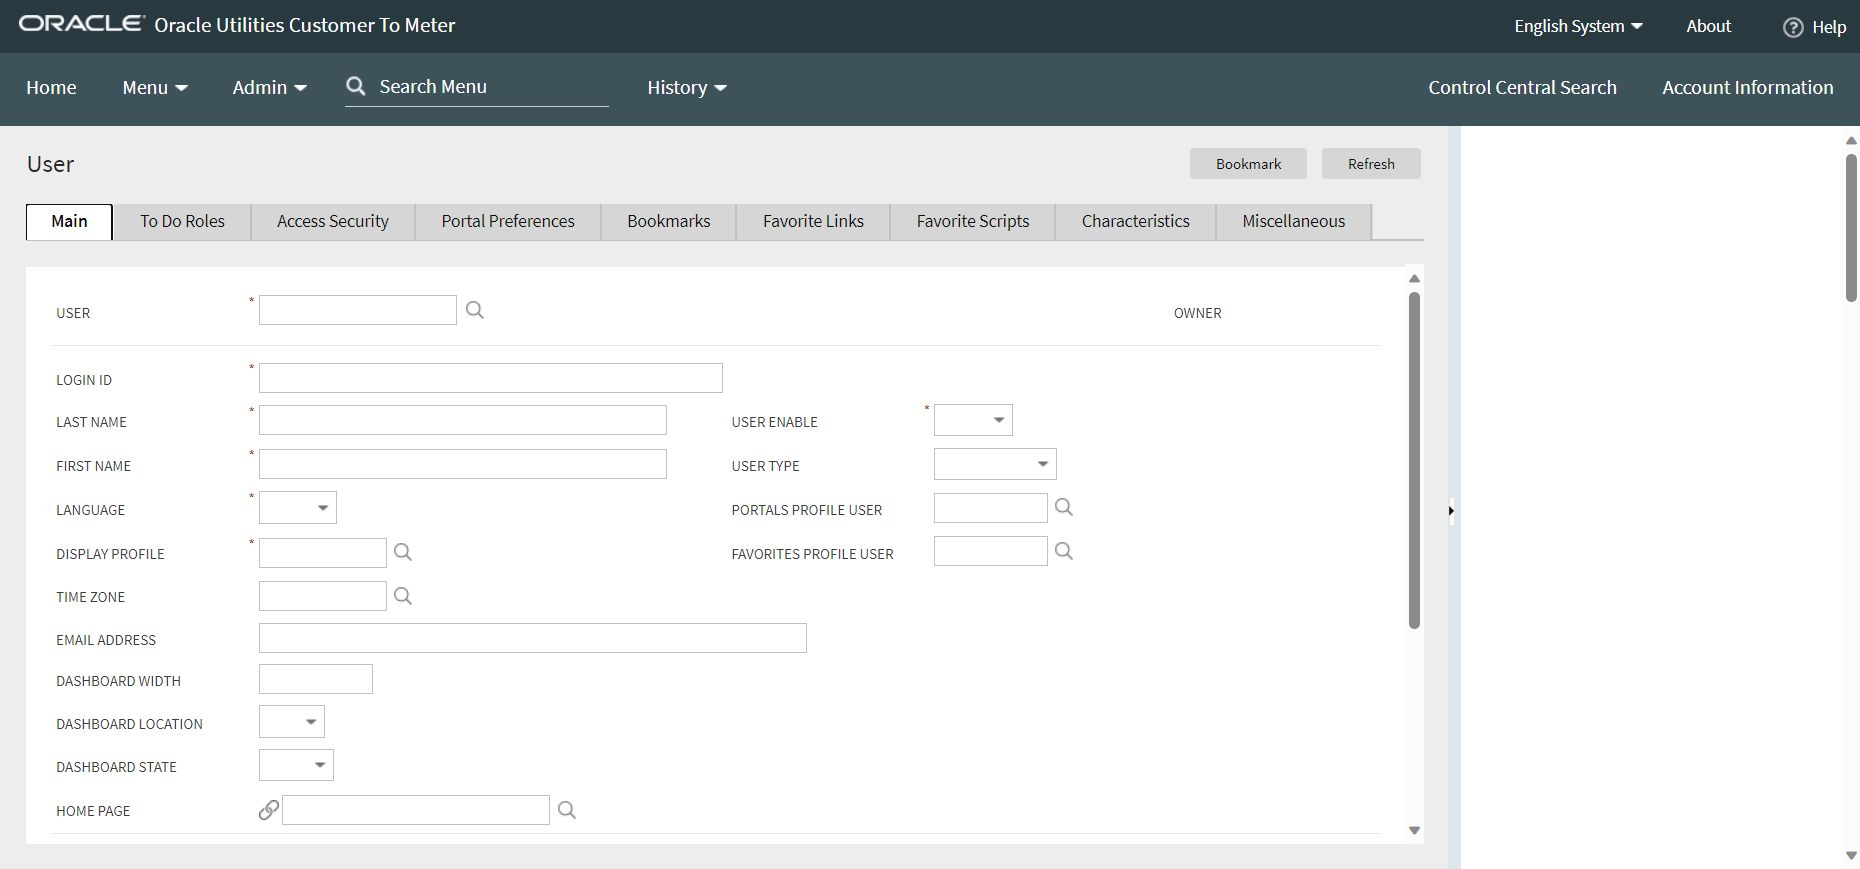 ORACLE Oracle Utilities Customer To Meter English System About Help
Home Menu Admin Search Menu History Control Central Search Account Information
User Bookmark Refresh
Main To Do Roles Access Security Portal Preferences Bookmarks Favorite Links Favorite Scripts Characteristics Miscellaneous
USER * OWNER
LOGIN ID *
LAST NAME * USER ENABLE *
FIRST NAME * USER TYPE
LANGUAGE * PORTALS PROFILE USER
DISPLAY PROFILE * FAVORITES PROFILE USER
TIME ZONE
EMAIL ADDRESS
DASHBOARD WIDTH
DASHBOARD LOCATION
DASHBOARD STATE
HOME PAGE